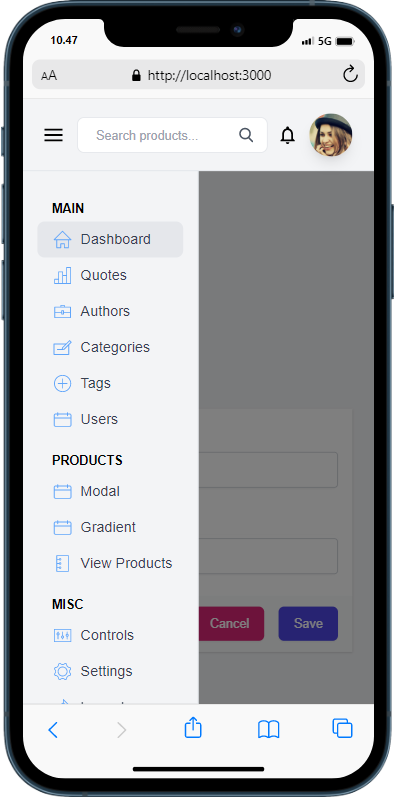 10.47
5G
AA
http://localhost:3000
Search products...
MAIN
Dashboard
Quotes
Authors
Categories
Tags
Users
PRODUCTS
Modal
Gradient
View Products
MISC
Controls
Settings
Cancel
Save